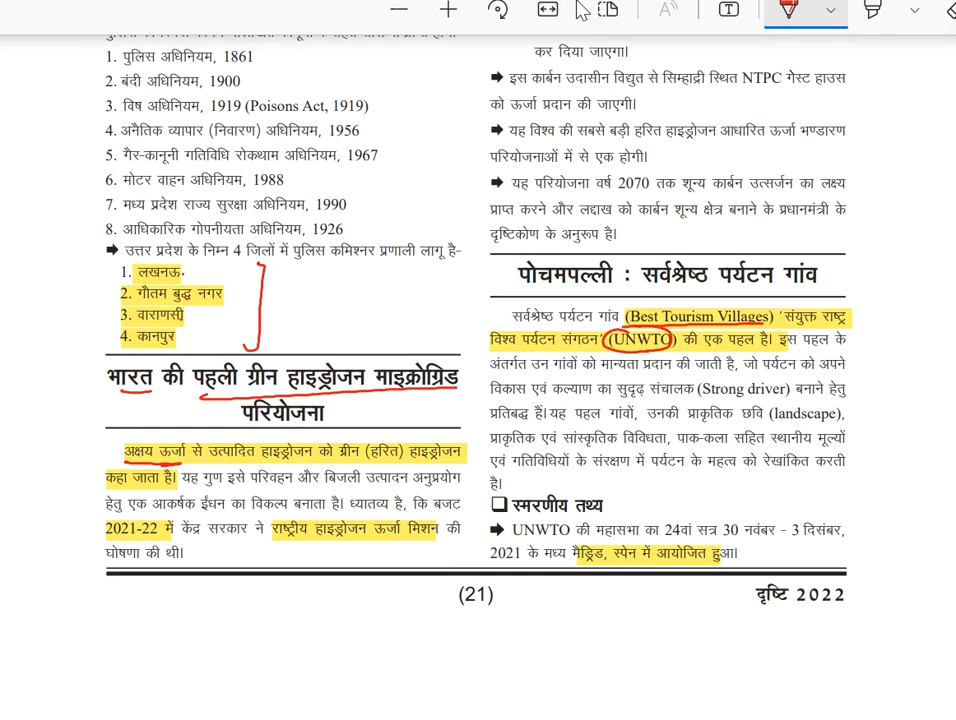 1. पुलिस अधिनियम, 1861
2. बंदी अधिनियम, 1900
3. विष अधिनियम, 1919 (Poisons Act, 1919)
4. अनैतिक व्यापार (निवारण) अधिनियम, 1956
5. गैर-कानूनी गतिविधि रोकथाम अधिनियम, 1967
6. मोटर वाहन अधिनियम, 1988
7. मध्य प्रदेश राज्य सुरक्षा अधिनियम, 1990
8. आधिकारिक गोपनीयता अधिनियम, 1926
➡ उत्तर प्रदेश के निम्न 4 जिलों में पुलिस कमिश्नर प्रणाली लागू है-
1. लखनऊ
2. गौतम बुद्ध नगर
3. वाराणसी
4. कानपुर
भारत की पहली ग्रीन हाइड्रोजन माइक्रोग्रिड
परियोजना
अक्षय ऊर्जा से उत्पादित हाइड्रोजन को ग्रीन (हरित) हाइड्रोजन
कहा जाता है। यह गुण इसे परिवहन और बिजली उत्पादन अनुप्रयोग
हेतु एक आकर्षक ईंधन का विकल्प बनाता है। ध्यातव्य है, कि बजट
2021-22 में केंद्र सरकार ने राष्ट्रीय हाइड्रोजन ऊर्जा मिशन की
घोषणा की थी।
कर दिया जाएगा।
➡ इस कार्बन उदासीन विद्युत से सिम्हाद्री स्थित NTPC गेस्ट हाउस
को ऊर्जा प्रदान की जाएगी।
➡ यह विश्व की सबसे बड़ी हरित हाइड्रोजन आधारित ऊर्जा भण्डारण
परियोजनाओं में से एक होगी।
➡ यह परियोजना वर्ष 2070 तक शून्य कार्बन उत्सर्जन का लक्ष्य
प्राप्त करने और लद्दाख को कार्बन शून्य क्षेत्र बनाने के प्रधानमंत्री के
दृष्टिकोण के अनुरूप है।
पोचमपल्ली : सर्वश्रेष्ठ पर्यटन गांव
सर्वश्रेष्ठ पर्यटन गांव (Best Tourism Villages) 'संयुक्त राष्ट्र
विश्व पर्यटन संगठन' (UNWTO) की एक पहल है। इस पहल के
अंतर्गत उन गांवों को मान्यता प्रदान की जाती है, जो पर्यटन को अपने
विकास एवं कल्याण का सुदृढ़ संचालक (Strong driver) बनाने हेतु
प्रतिबद्ध हैं। यह पहल गांवों, उनकी प्राकृतिक छवि (landscape),
प्राकृतिक एवं सांस्कृतिक विविधता, पाक-कला सहित स्थानीय मूल्यों
एवं गतिविधियों के संरक्षण में पर्यटन के महत्व को रेखांकित करती
है।
❑ स्मरणीय तथ्य
➡ UNWTO की महासभा का 24वां सत्र 30 नवंबर - 3 दिसंबर,
2021 के मध्य मैड्रिड, स्पेन में आयोजित हुआ।
(21)
दृष्टि 2022